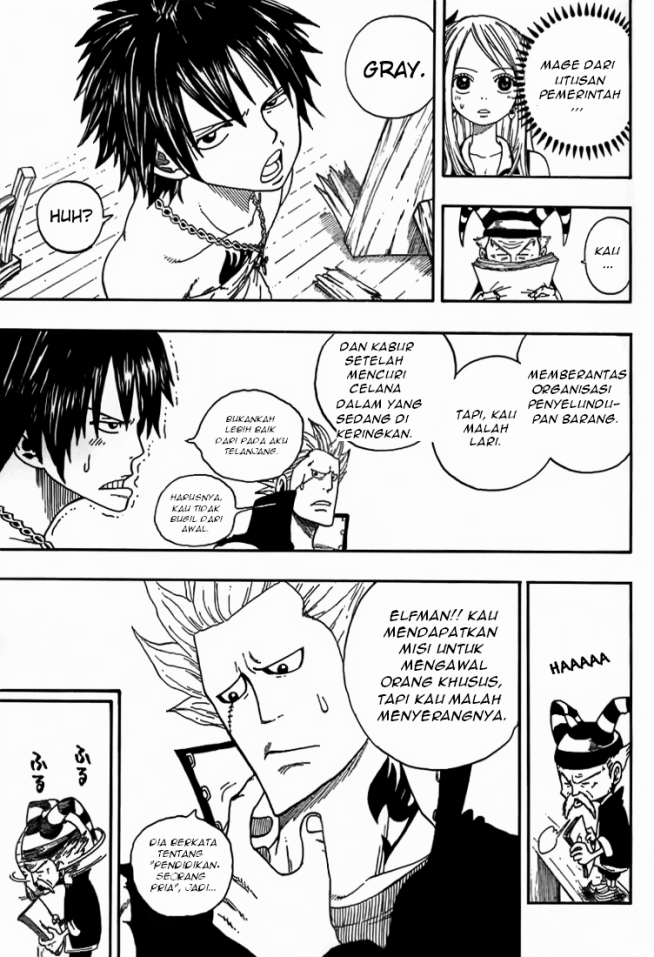 MAGE DARI
UTUSAN
PEMERINTAH
,,,
KAU
...
GRAY.
HUH?
MEMBERANTAS
ORGANISASI
PENYELUNDU-
PAN BARANG.
TAPI, KAU
MALAH
LARI.
DAN KABUR
SETELAH
MENCURI
CELANA
DALAM YANG
SEDANG DI
KERINGKAN.
BUKANKAH
LEBIH BAIK
DARI PADA AKU
TELANJANG.
HARUSNYA,
KAU TIDAK
BUGIL DARI
AWAL.
HAAAAA
ELFMAN!! KAU
MENDAPATKAN
MISI UNTUK
MENGAWAL
ORANG KHUSUS,
TAPI KAU MALAH
MENYERANGNYA.
DIA BERKATA
TENTANG
"PENDIDIKAN.
SEORANG
PRIA", JADI...
ふる
ふる